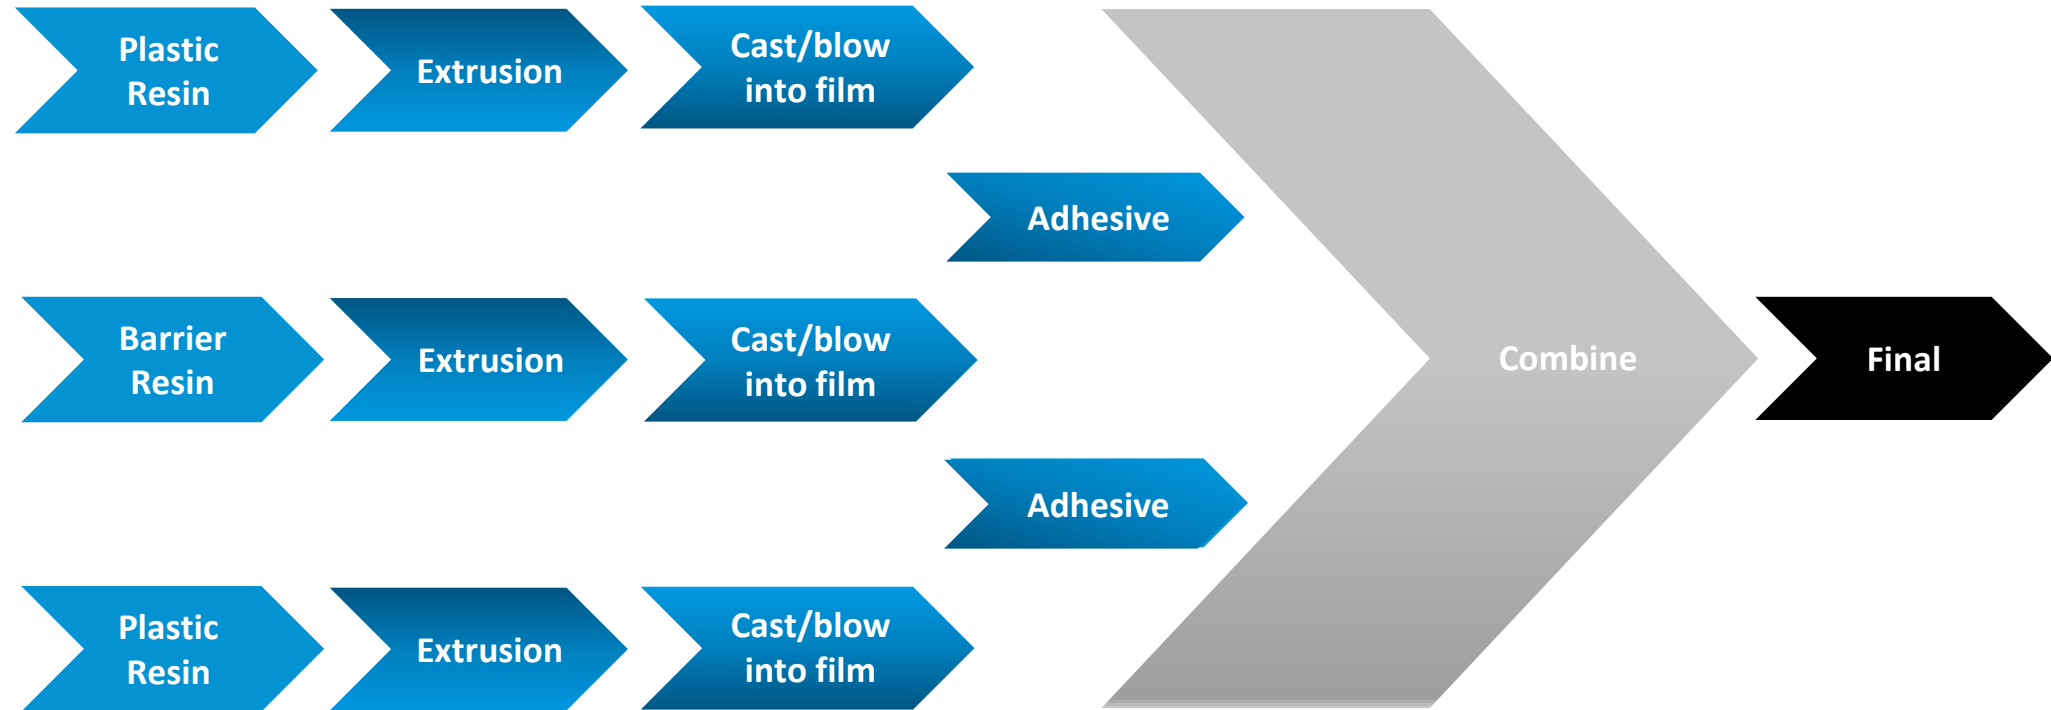 Plastic
Resin
Extrusion
Cast/blow
into film
Adhesive
Barrier
Resin
Extrusion
Cast/blow
into film
Combine
Final
Adhesive
Plastic
Resin
Extrusion
Cast/blow
into film